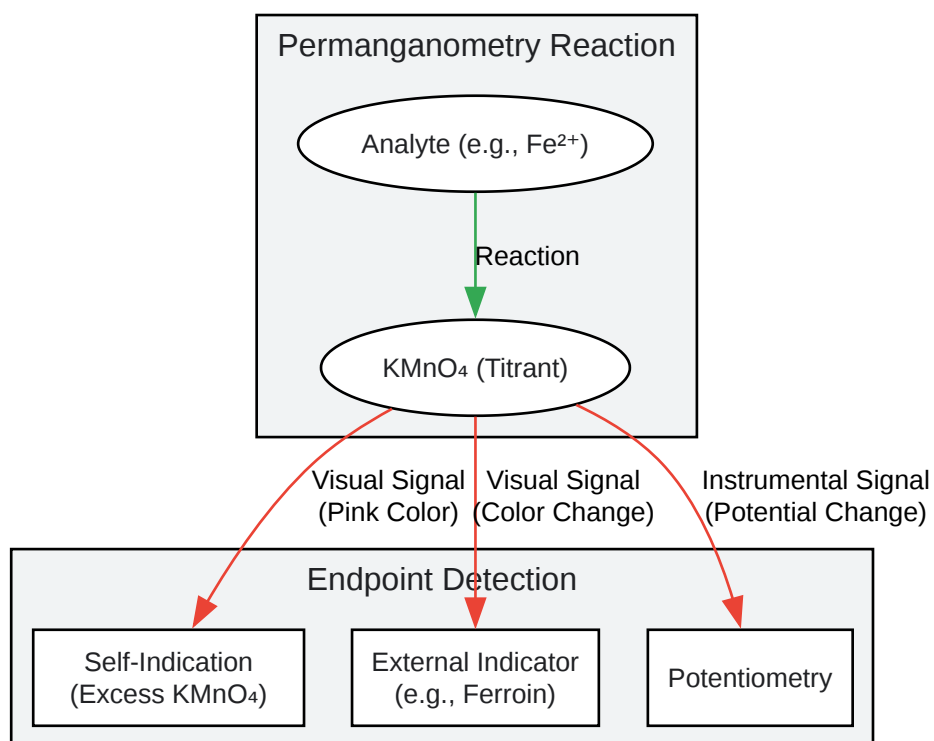 Permanganometry Reaction
Analyte (e.g., Fe²⁺)
Reaction
KMnO₄ (Titrant)
Visual Signal
(Pink Color)
Visual Signal
(Color Change)
Instrumental Signal
(Potential Change)
Endpoint Detection
Self-Indication
(Excess KMnO₄)
External Indicator
(e.g., Ferroin)
Potentiometry